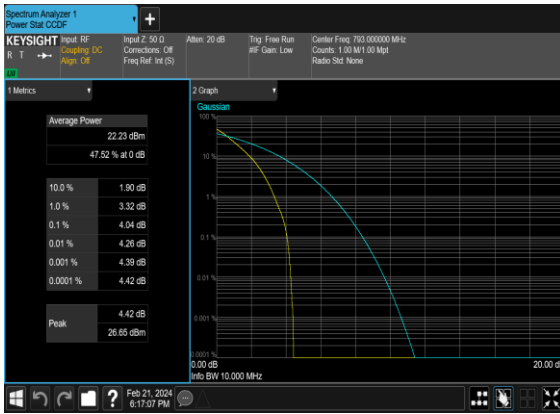 Spectrum Analyzer 1
Power Stat CCDF
+
KEYSIGHT
R T
LXI
Input: RF
Coupling: DC
Align: Off
Input Z: 50 Ω
Corrections: Off
Freq Ref: Int (S)
Atten: 20 dB
Trig: Free Run
#IF Gain: Low
Center Freq: 793.000000 MHz
Counts: 1.00 M/1.00 Mpt
Radio Std: None
1 Metrics
Average Power
22.23 dBm
47.52 % at 0 dB
10.0 % 1.90 dB
1.0 % 3.32 dB
0.1 % 4.04 dB
0.01 % 4.26 dB
0.001 % 4.39 dB
0.0001 % 4.42 dB
Peak
4.42 dB
26.65 dBm
2 Graph
Gaussian
100 %
10 %
1 %
0.1 %
0.01 %
0.001 %
0.0001 %
0.00 dB
20.00 d
Info BW 10.000 MHz
?
Feb 21, 2024
6:17:07 PM